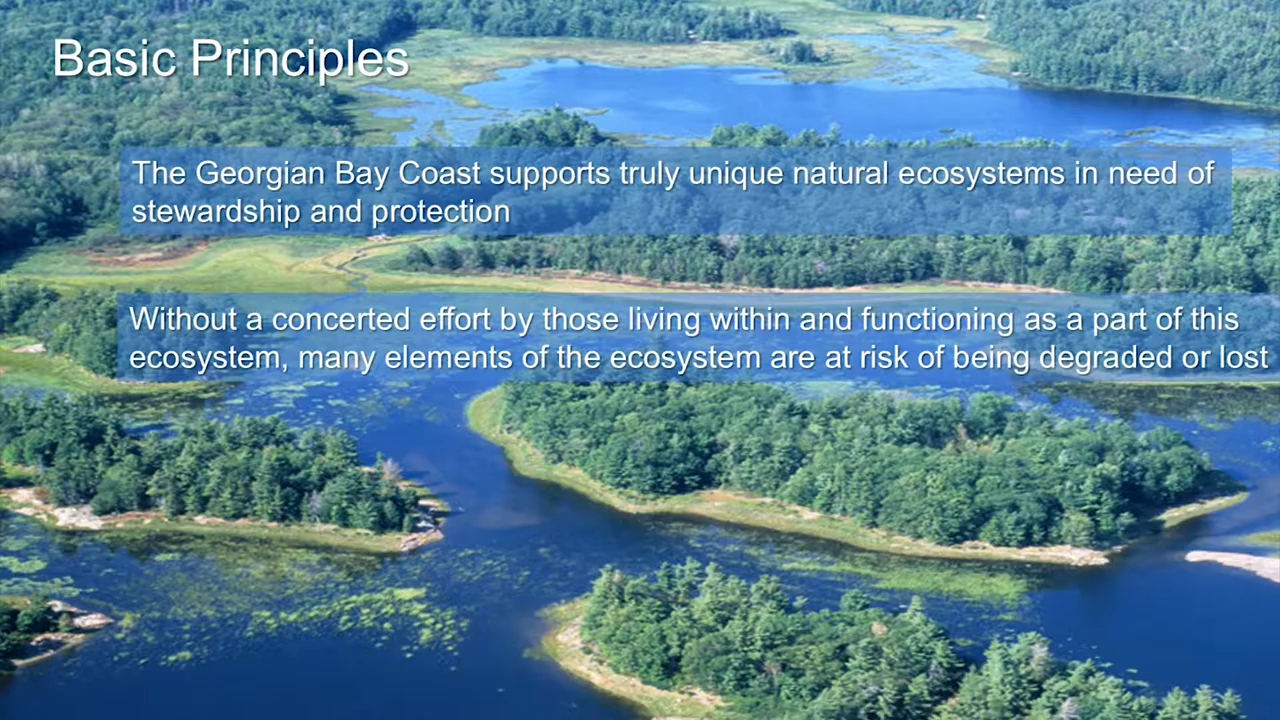 Basic Principles
The Georgian Bay Coast supports truly unique natural ecosystems in need of
stewardship and protection
Without a concerted effort by those living within and functioning as a part of this
ecosystem, many elements of the ecosystem are at risk of being degraded or lost